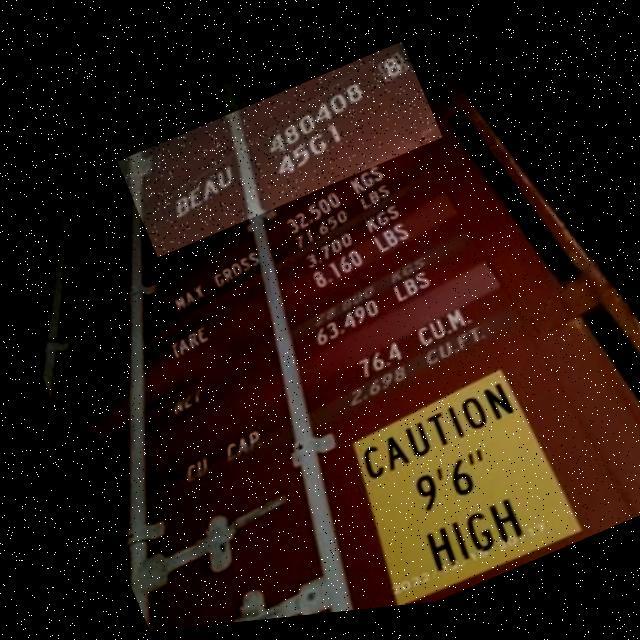 BEAU 480408 8
45G1
MAX GROSS 32.500 KGS
71.650 LBS
TARE 3.700 KGS
8.160 LBS
NET
63.490 LBS
CU CAP 76.4 CU.M.
2.698 CU.FT.
CAUTION
9'6"
HIGH